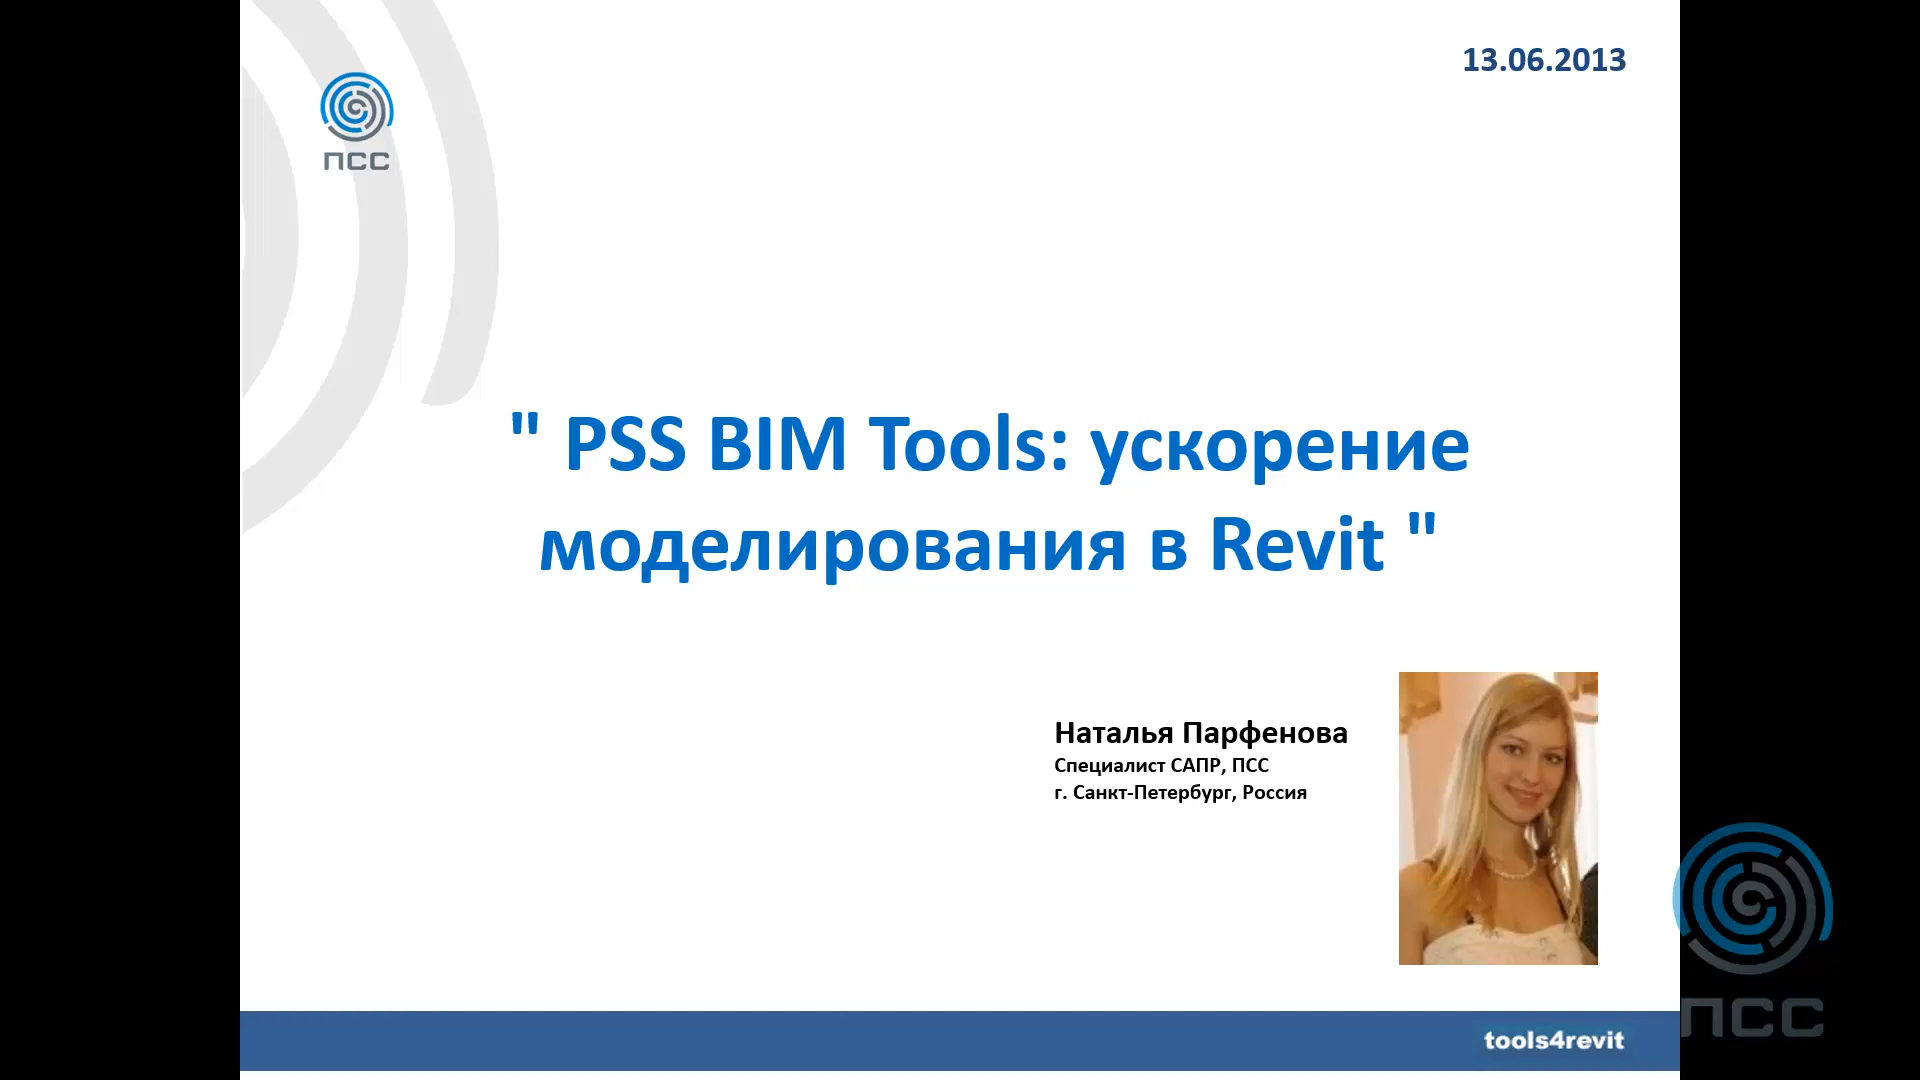 13.06.2013
ПСС
" PSS BIM Tools: ускорение
моделирования в Revit "
Наталья Парфенова
Специалист САПР, ПСС
г. Санкт-Петербург, Россия
ПСС
tools4revit